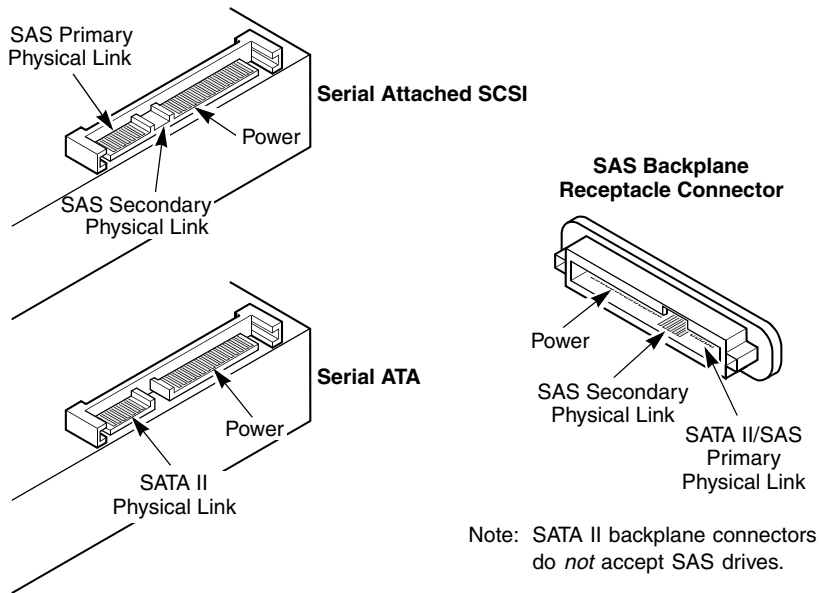 SAS Primary
Physical Link
Serial Attached SCSI
Power
SAS Secondary
Physical Link
Serial ATA
Power
SATA II
Physical Link
SAS Backplane
Receptacle Connector
Power
SAS Secondary
Physical Link
SATA II/SAS
Primary
Physical Link
Note: SATA II backplane connectors
do not accept SAS drives.